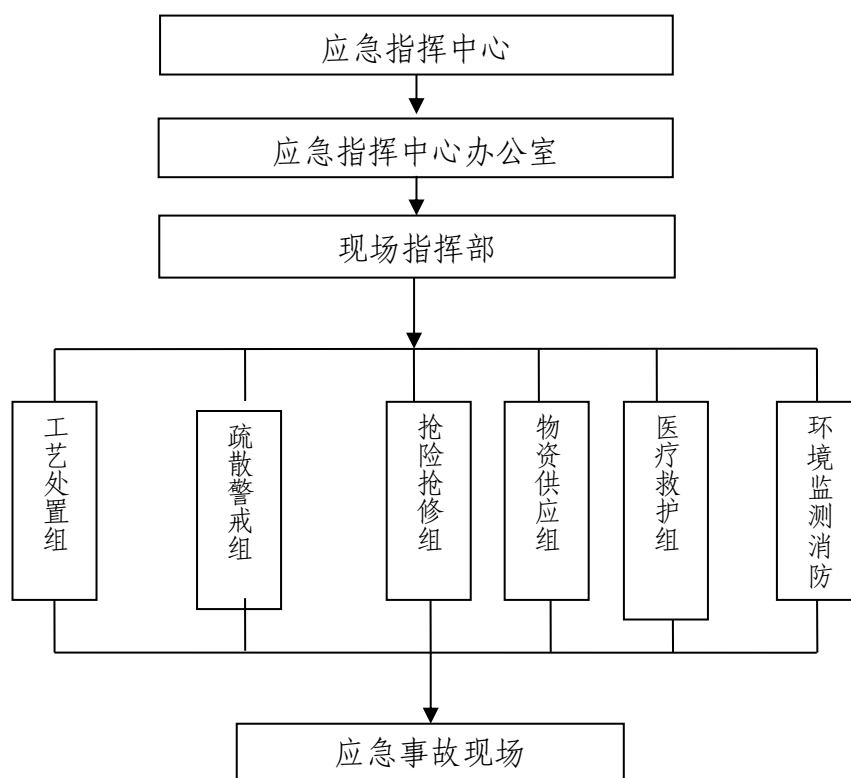 应急指挥中心
应急指挥中心办公室
现场指挥部
工艺处置组
疏散警戒组
抢险抢修组
物资供应组
医疗救护组
环境监测消防
应急事故现场